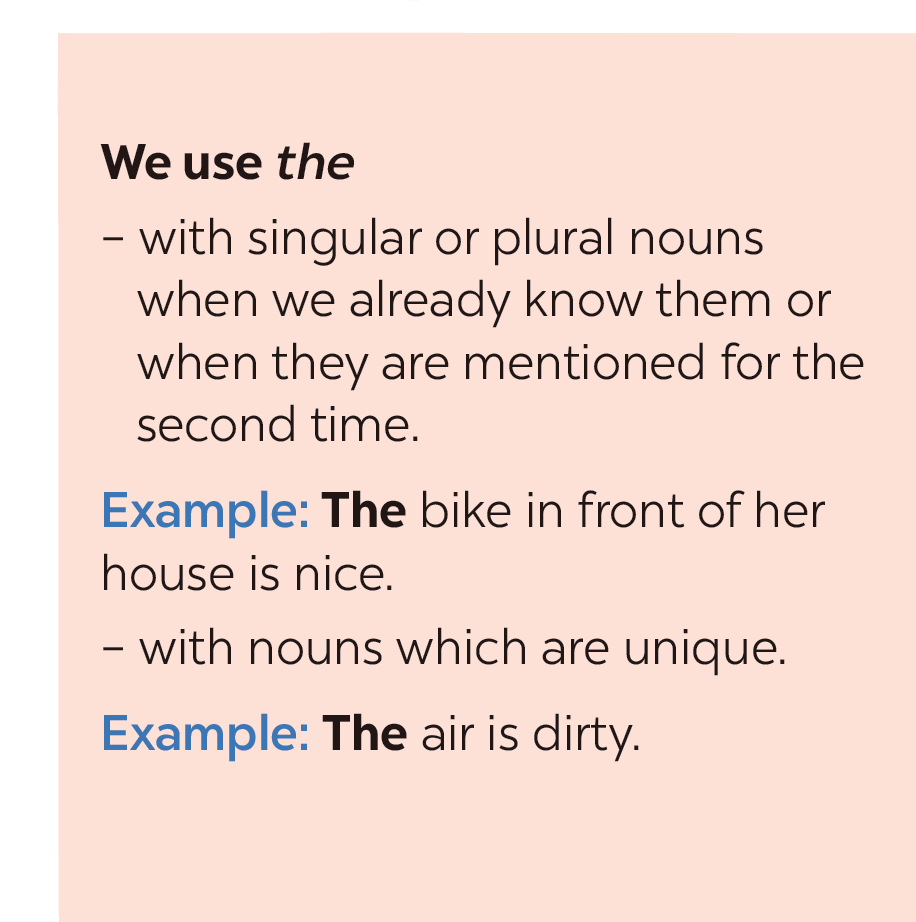 We use the
– with singular or plural nouns
when we already know them or
when they are mentioned for the
second time.
Example: The bike in front of her
house is nice.
– with nouns which are unique.
Example: The air is dirty.